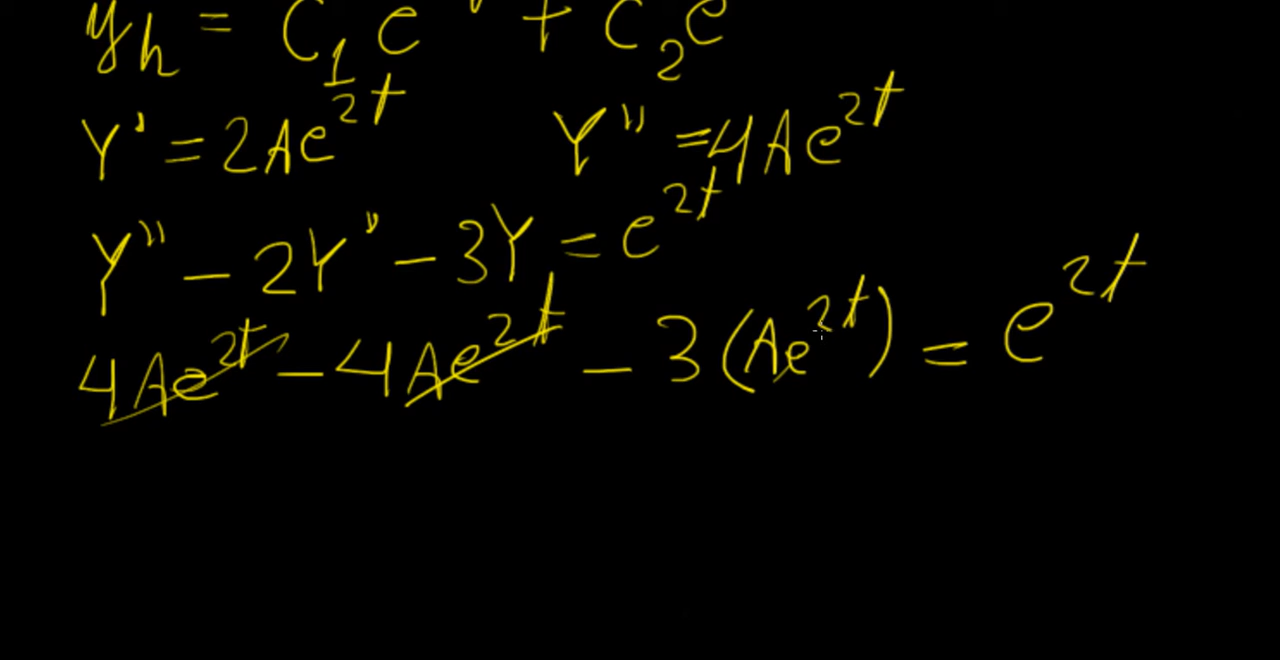 yh = C₁e + C₂e
Y' = 2Ae^{2t} Y'' = 4Ae^{2t}
Y'' - 2Y' - 3Y = e^{2t}
4Ae^{2t} - 4Ae^{2t} - 3(Ae^{2t}) = e^{2t}